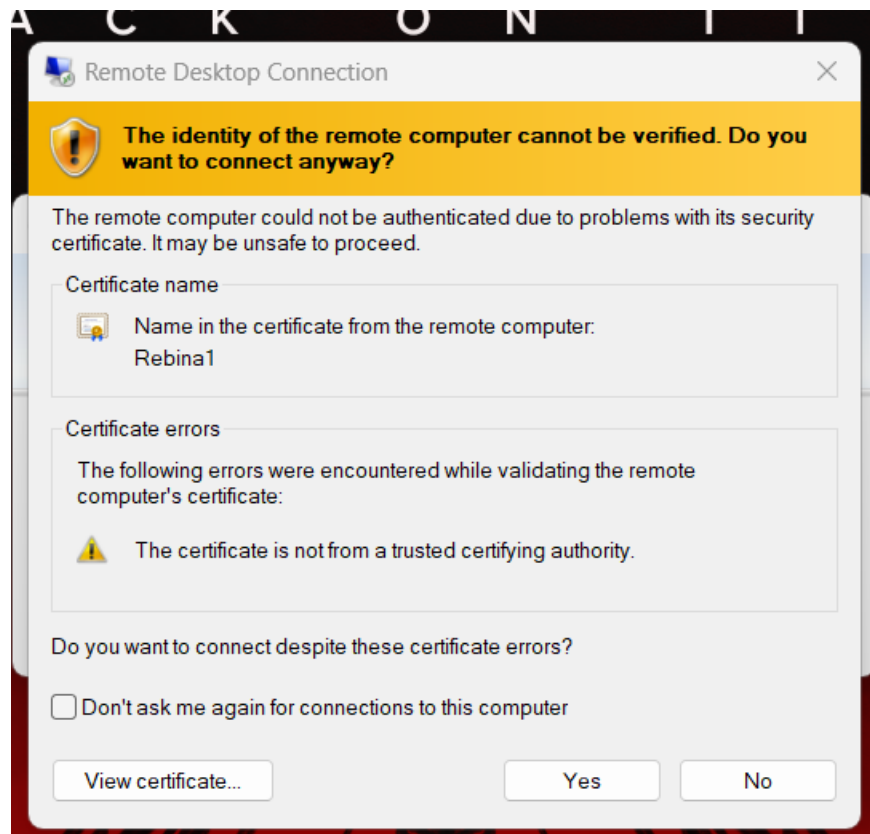 A C K O N T I
Remote Desktop Connection
The identity of the remote computer cannot be verified. Do you
want to connect anyway?
The remote computer could not be authenticated due to problems with its security
certificate. It may be unsafe to proceed.
Certificate name
Name in the certificate from the remote computer:
Rebina1
Certificate errors
The following errors were encountered while validating the remote
computer's certificate:
The certificate is not from a trusted certifying authority.
Do you want to connect despite these certificate errors?
Don't ask me again for connections to this computer
View certificate...
Yes
No